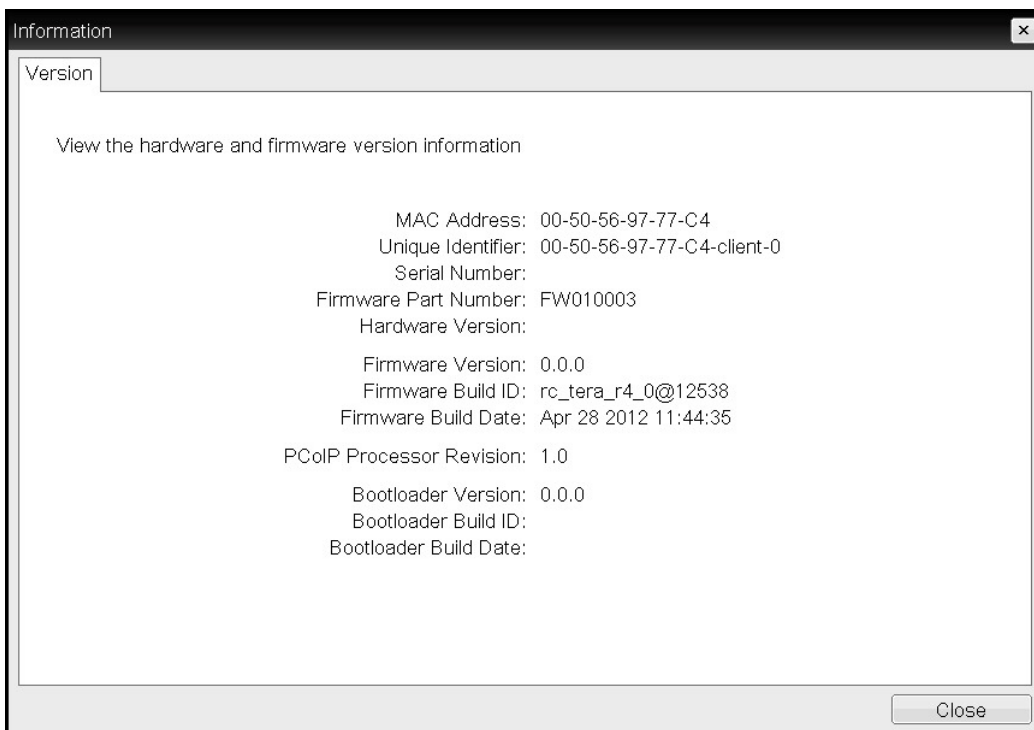 Information
Version
View the hardware and firmware version information
MAC Address: 00-50-56-97-77-C4
Unique Identifier: 00-50-56-97-77-C4-client-0
Serial Number:
Firmware Part Number: FW010003
Hardware Version:
Firmware Version: 0.0.0
Firmware Build ID: rc_tera_r4_0@12538
Firmware Build Date: Apr 28 2012 11:44:35
PCoIP Processor Revision: 1.0
Bootloader Version: 0.0.0
Bootloader Build ID:
Bootloader Build Date:
Close